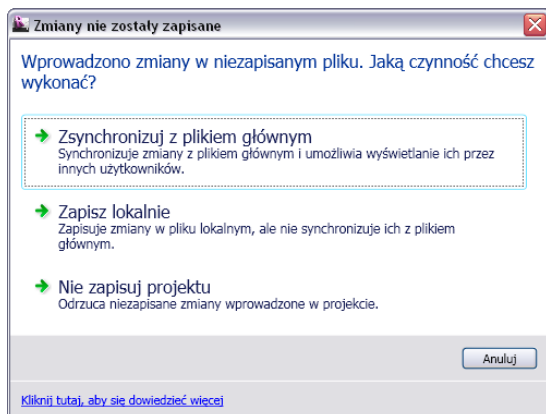 Zmiany nie zostały zapisane
Wprowadzono zmiany w niezapisanym pliku. Jaką czynność chcesz
wykonać?
Zsynchronizuj z plikiem głównym
Synchronizuje zmiany z plikiem głównym i umożliwia wyświetlanie ich przez
innych użytkowników.
Zapisz lokalnie
Zapisuje zmiany w pliku lokalnym, ale nie synchronizuje ich z plikiem
głównym.
Nie zapisuj projektu
Odrzuca niezapisane zmiany wprowadzone w projekcie.
Anuluj
Kliknij tutaj, aby się dowiedzieć więcej